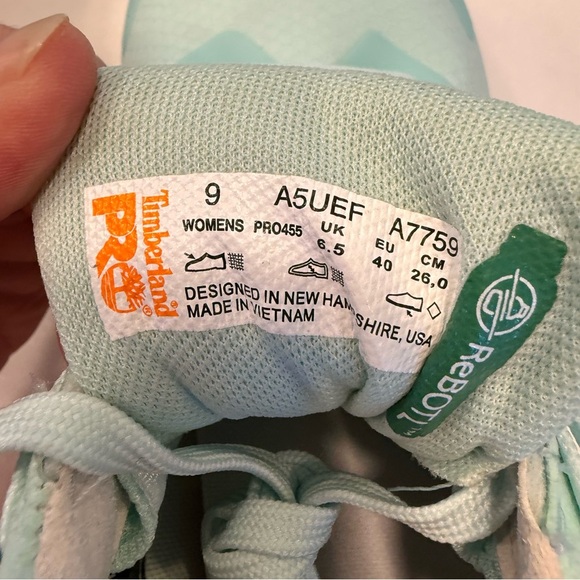 Timberland
PRO®
9 A5UEF A7759
WOMENS PRO455 UK EU CM
6.5 40 26,0
DESIGNED IN NEW HAMPSHIRE, USA
MADE IN VIETNAM
ReBOTL